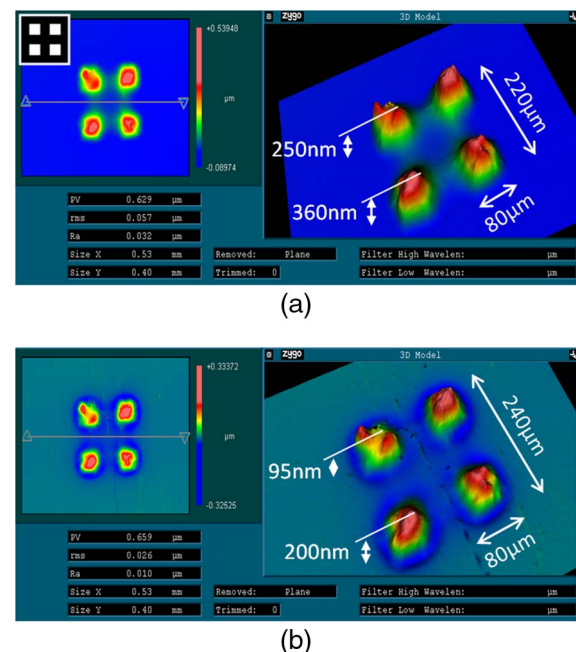 zygo 3D Model
+0.53948
µm
-0.08974
250nm
360nm
220µm
80µm
PV 0.629 µm
rms 0.057 µm
Ra 0.032 µm
Size X 0.53 mm
Size Y 0.40 mm
Removed: Plane
Trimmed: 0
Filter High Wavelen: µm
Filter Low Wavelen: µm
(a)
zygo 3D Model
+0.33372
µm
-0.32525
95nm
200nm
240µm
80µm
PV 0.659 µm
rms 0.026 µm
Ra 0.010 µm
Size X 0.53 mm
Size Y 0.40 mm
Removed: Plane
Trimmed: 0
Filter High Wavelen: µm
Filter Low Wavelen: µm
(b)